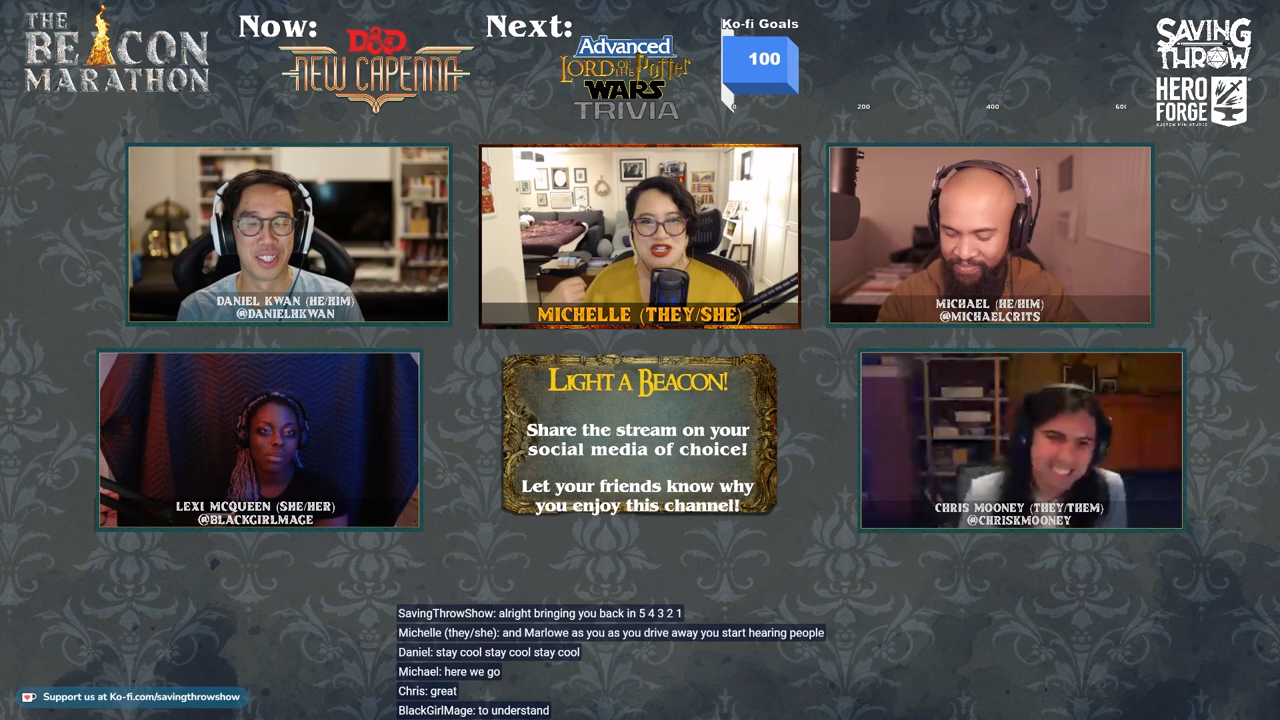 THE
BEACON
MARATHON
Now:
D&D
NEW CAPENNA
Next:
Advanced
LORD OF THE Potter
WARS
TRIVIA
Ko-fi Goals
100
0
200
400
600
SAVING
THROW
HERO
FORGE
CUSTOM MINIATURES
DANIEL KWAN (HE/HIM)
@DANIELHKWAN
MICHELLE (THEY/SHE)
MICHAEL (HE/HIM)
@MICHAELCRITS
LEXI MCQUEEN (SHE/HER)
@BLACKGIRLMAGE
LIGHT A BEACON!
Share the stream on your
social media of choice!
Let your friends know why
you enjoy this channel!
CHRIS MOONEY (THEY/THEM)
@CHRISKMOONEY
SavingThrowShow: alright bringing you back in 5 4 3 2 1
Michelle (they/she): and Marlowe as you as you drive away you start hearing people
Daniel: stay cool stay cool stay cool
Michael: here we go
Chris: great
BlackGirlMage: to understand
Support us at Ko-fi.com/savingthrowshow